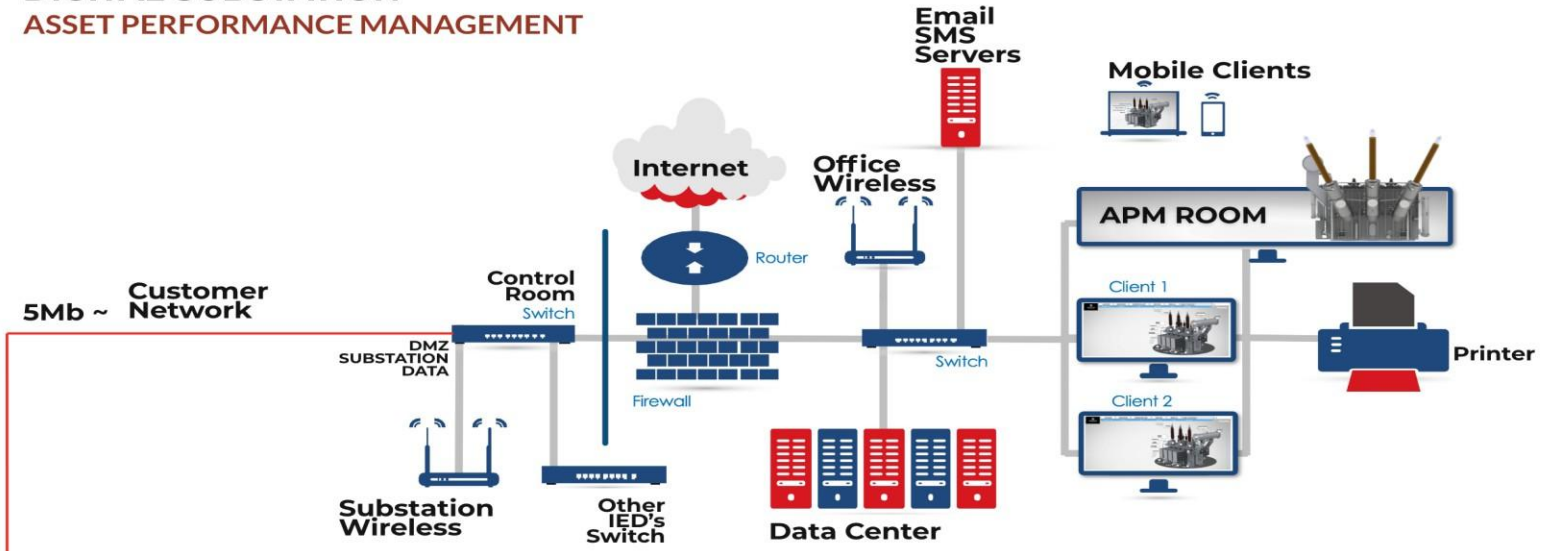 ASSET PERFORMANCE MANAGEMENT
Email
SMS
Servers
Mobile Clients
Internet
Office
Wireless
APM ROOM
Router
Control
Room
Switch
Client 1
5Mb ~
Customer
Network
DMZ
SUBSTATION
DATA
Firewall
Switch
Printer
Client 2
Substation
Wireless
Other
IED's
Switch
Data Center